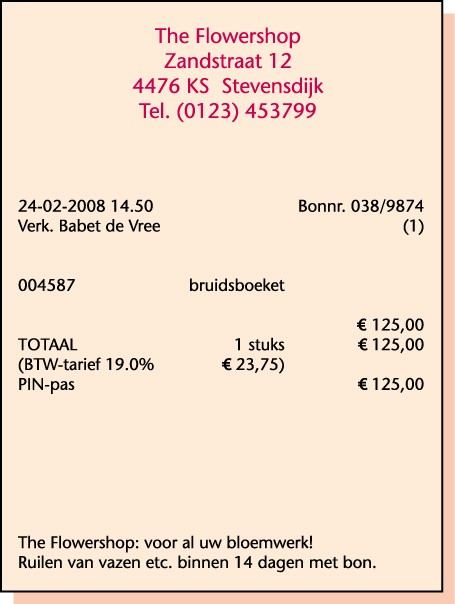 The Flowershop
Zandstraat 12
4476 KS Stevensdijk
Tel. (0123) 453799
24-02-2008 14.50 Bonnr. 038/9874
Verk. Babet de Vree (1)
004587 bruidsboeket
€ 125,00
TOTAAL 1 stuks € 125,00
(BTW-tarief 19.0% € 23,75)
PIN-pas € 125,00
The Flowershop: voor al uw bloemwerk!
Ruilen van vazen etc. binnen 14 dagen met bon.